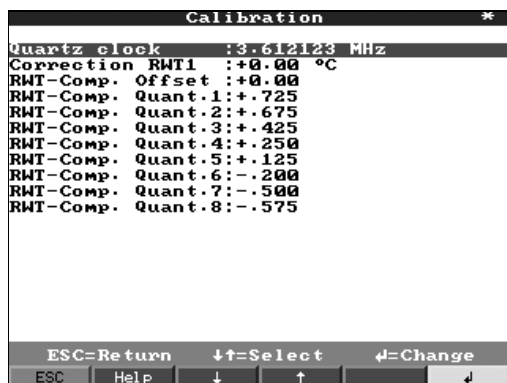 Calibration *
Quartz clock :3.612123 MHz
Correction RWT1 :+0.00 °C
RWT-Comp. Offset :+0.00
RWT-Comp. Quant.1:+.725
RWT-Comp. Quant.2:+.675
RWT-Comp. Quant.3:+.425
RWT-Comp. Quant.4:+.250
RWT-Comp. Quant.5:+.125
RWT-Comp. Quant.6:-.200
RWT-Comp. Quant.7:-.500
RWT-Comp. Quant.8:-.575
ESC=Return ↓↑=Select ↲=Change
ESC Help ↓ ↑ ↲